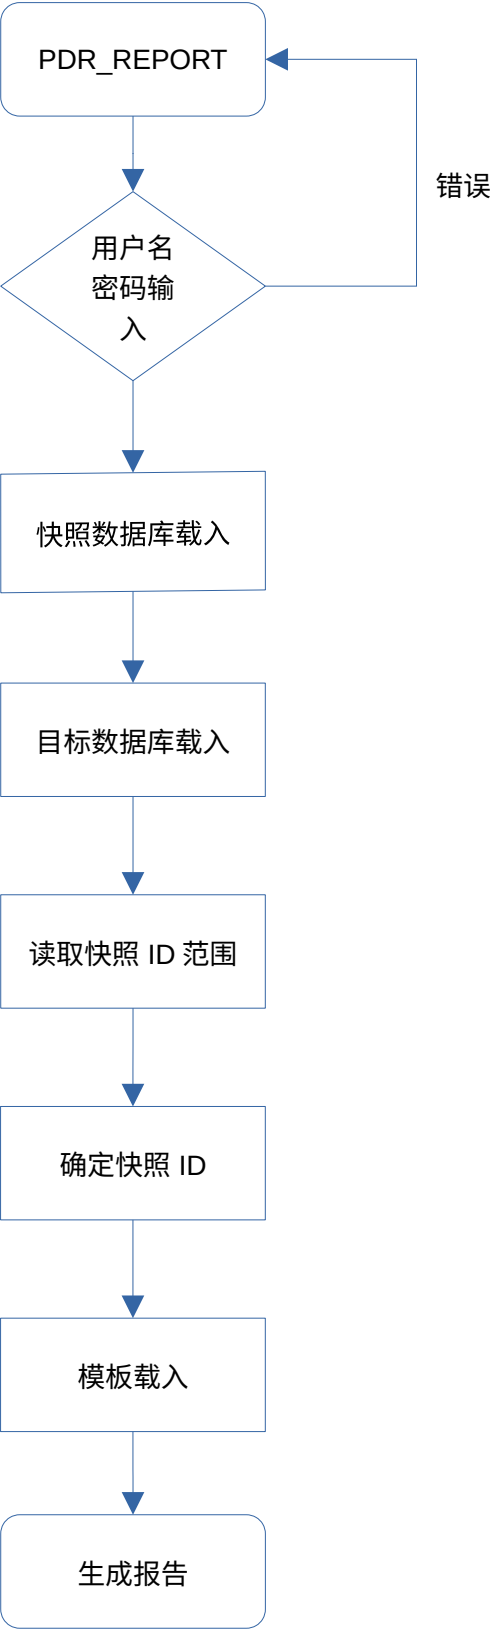 PDR_REPORT
错误
用户名
密码输
入
快照数据库载入
目标数据库载入
读取快照 ID 范围
确定快照 ID
模板载入
生成报告